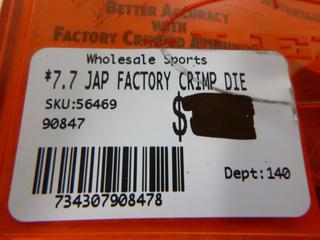 BETTER ACCURACY
WITH
FACTORY CRIMPED AMMUNITION
Wholesale Sports
*7.7 JAP FACTORY CRIMP DIE
SKU:56469
90847
$
Dept:140
734307908478